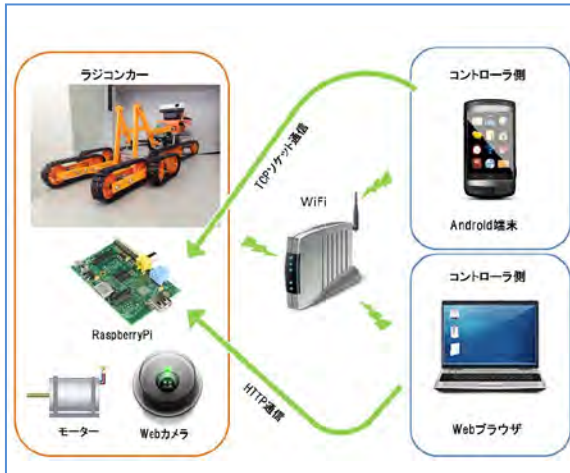 ラジコンカー
RaspberryPi
モーター
Webカメラ
TCPソケット通信
WiFi
HTTP通信
コントローラ側
Android端末
コントローラ側
Webブラウザ